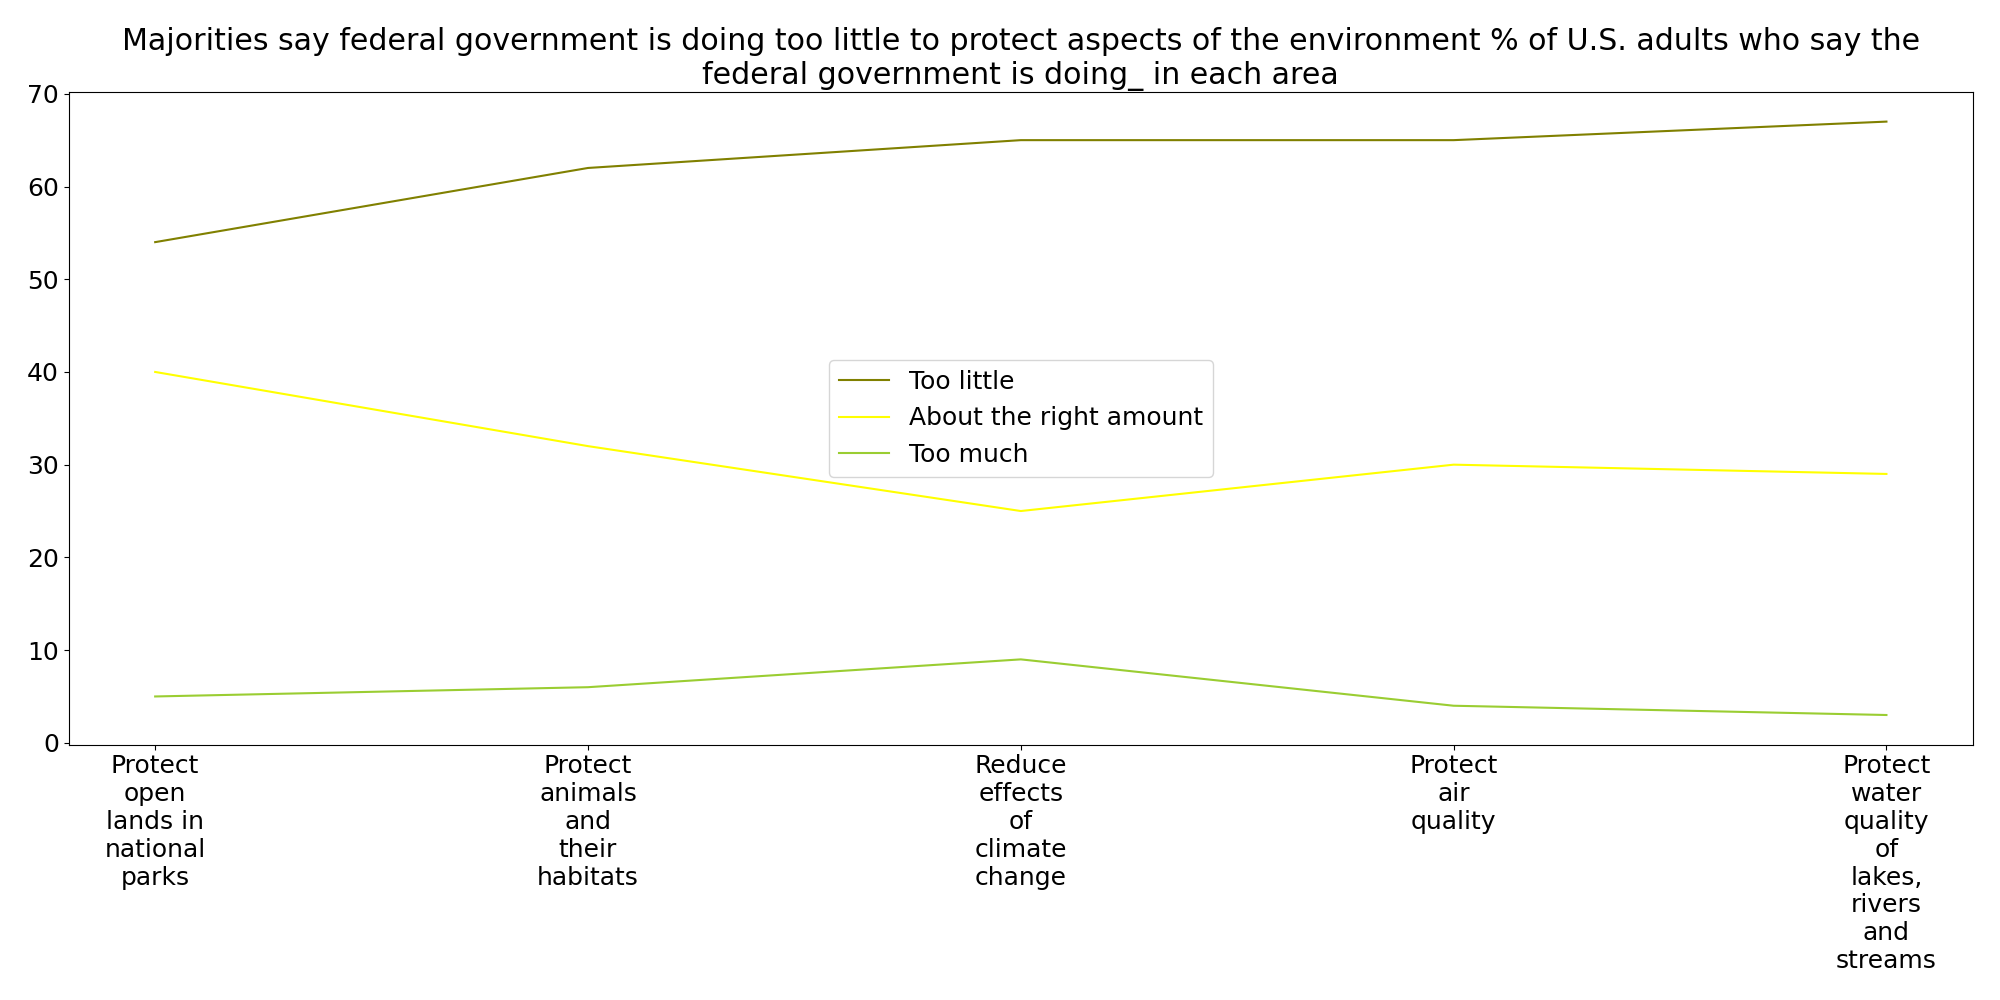 Majorities say federal government is doing too little to protect aspects of the environment % of U.S. adults who say the
federal government is doing_ in each area
70
60
50
40
30
20
10
0
Too little
About the right amount
Too much
Protect
open
lands in
national
parks
Protect
animals
and
their
habitats
Reduce
effects
of
climate
change
Protect
air
quality
Protect
water
quality
of
lakes,
rivers
and
streams